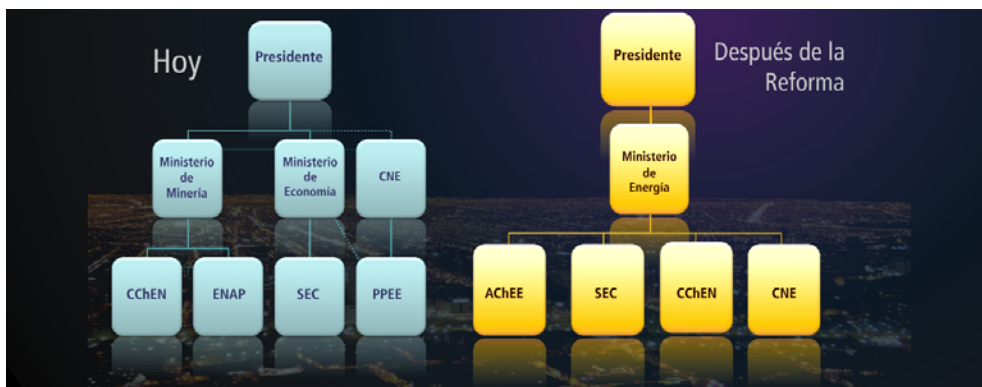 Hoy
Presidente
Ministerio
de
Minería
Ministerio
de
Economía
CNE
CChEN
ENAP
SEC
PPEE
Después de la
Reforma
Presidente
Ministerio
de
Energía
AChEE
SEC
CChEN
CNE